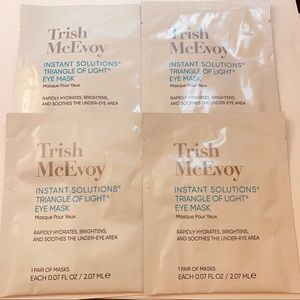 Trish
McEvoy
INSTANT SOLUTIONS®
TRIANGLE OF LIGHT®
EYE MASK
Masque Pour Yeux
RAPIDLY HYDRATES, BRIGHTENS,
AND SOOTHES THE UNDER-EYE AREA
Trish
McEvoy
INSTANT SOLUTIONS®
TRIANGLE OF LIGHT®
EYE MASK
Masque Pour Yeux
RAPIDLY HYDRATES, BRIGHTENS,
AND SOOTHES THE UNDER-EYE AREA
Trish
McEvoy
INSTANT SOLUTIONS®
TRIANGLE OF LIGHT®
EYE MASK
Masque Pour Yeux
RAPIDLY HYDRATES, BRIGHTENS,
AND SOOTHES THE UNDER-EYE AREA
1 PAIR OF MASKS
EACH 0.07 FL OZ / 2.07 ML℮
Trish
McEvoy
INSTANT SOLUTIONS®
TRIANGLE OF LIGHT®
EYE MASK
Masque Pour Yeux
RAPIDLY HYDRATES, BRIGHTENS,
AND SOOTHES THE UNDER-EYE AREA
1 PAIR OF MASKS
EACH 0.07 FL OZ / 2.07 ML℮